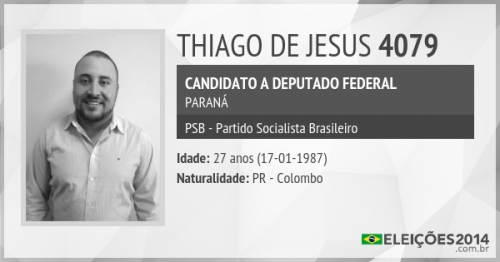 THIAGO DE JESUS 4079
CANDIDATO A DEPUTADO FEDERAL
PARANÁ
PSB - Partido Socialista Brasileiro
Idade: 27 anos (17-01-1987)
Naturalidade: PR - Colombo
ELEIÇÕES2014
.com.br